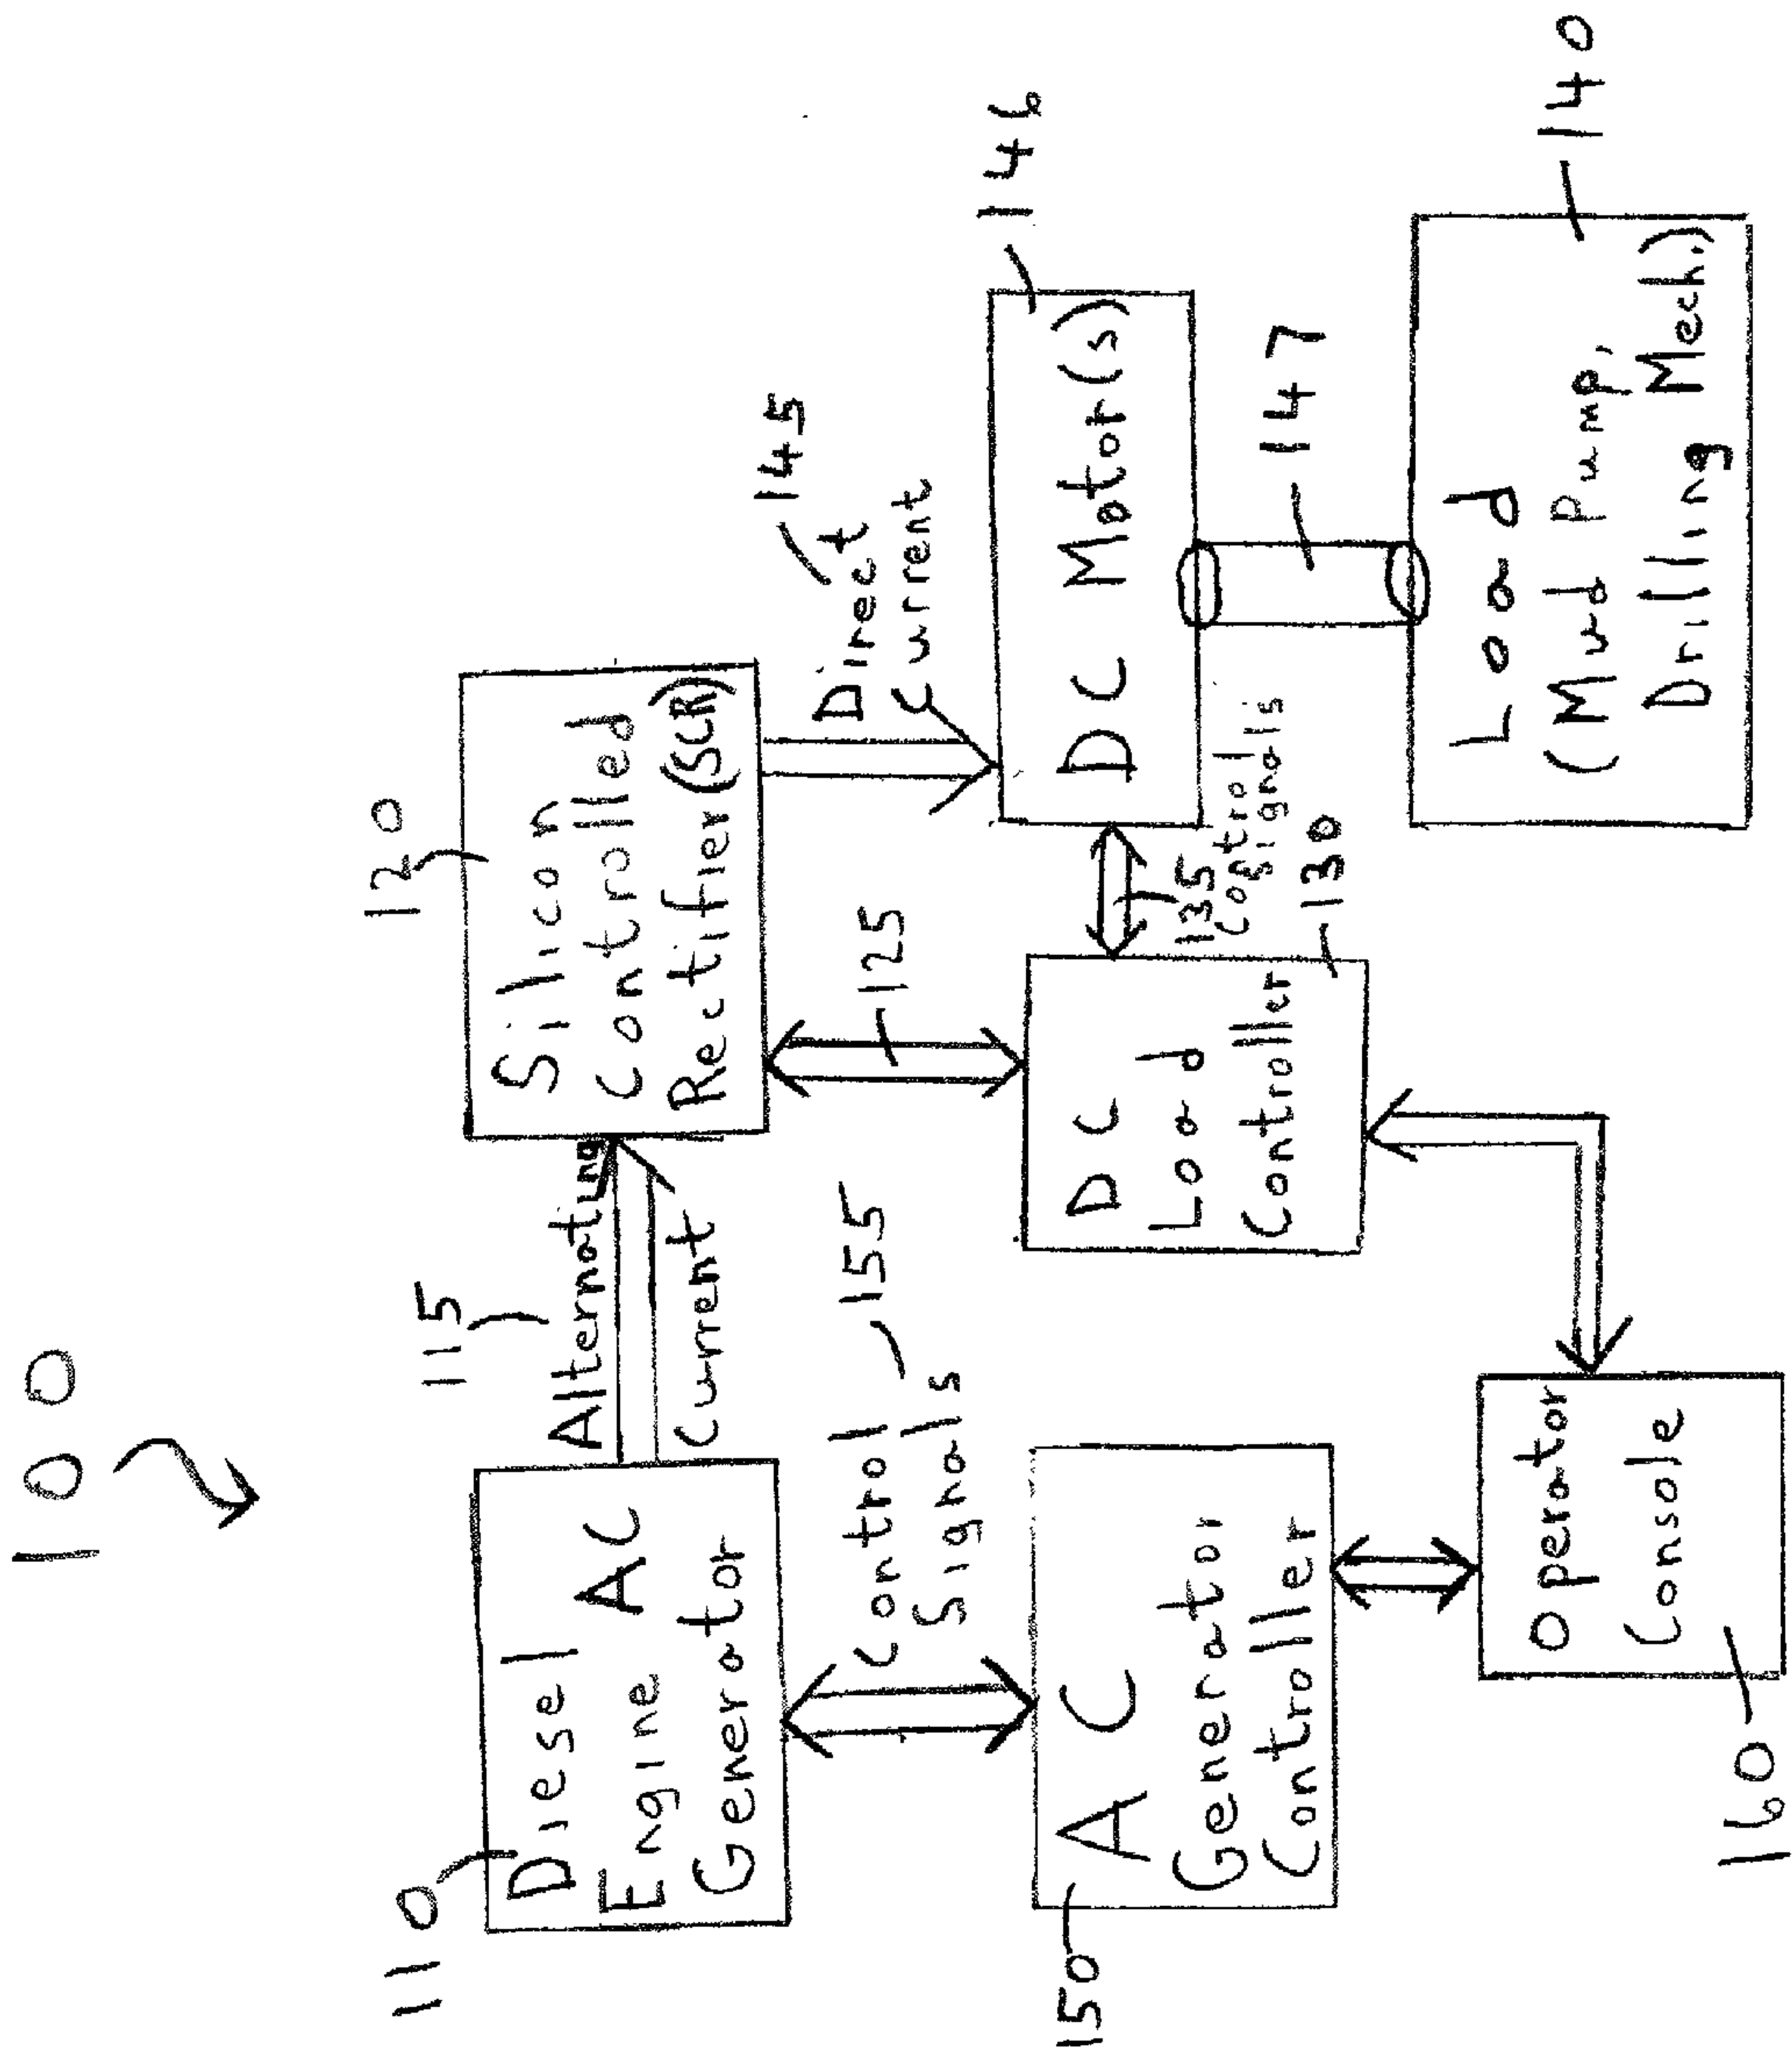 100
110
Diesel
Engine AC
Generator
115
Alternating
Current
120
Silicon
Controlled
Rectifier (SCR)
145
Direct
Current
Control
Signals
155
125
150
A C
Generator
Controller
DC
Load
Controller
130
135
Control
Signals
DC Motor(s)
146
147
Load
(Mud Pump,
Drilling Mech.)
140
Operator
Console
160